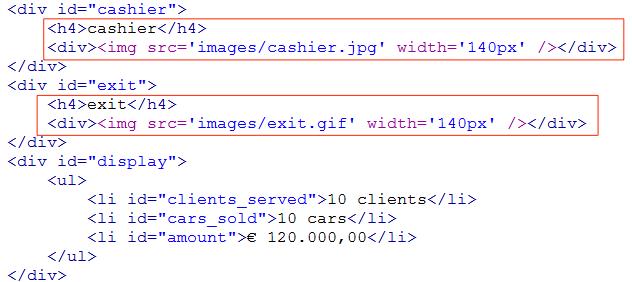 <div id="cashier">
<h4>cashier</h4>
<div><img src='images/cashier.jpg' width='140px' /></div>
</div>
<div id="exit">
<h4>exit</h4>
<div><img src='images/exit.gif' width='140px' /></div>
</div>
<div id="display">
<ul>
<li id="clients_served">10 clients</li>
<li id="cars_sold">10 cars</li>
<li id="amount">€ 120.000,00</li>
</ul>
</div>